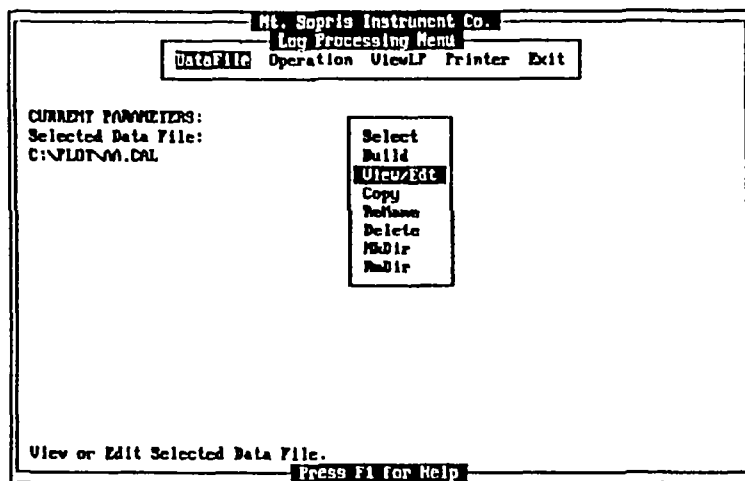 Mt. Sopris Instrument Co.
Log Processing Menu
DataFile Operation ViewLP Printer Exit
CURRENT PARAMETERS:
Selected Data File:
Select
Build
View/Edt
Copy
ReName
Delete
MkDir
RmDir
View or Edit Selected Data File.
Press F1 for Help